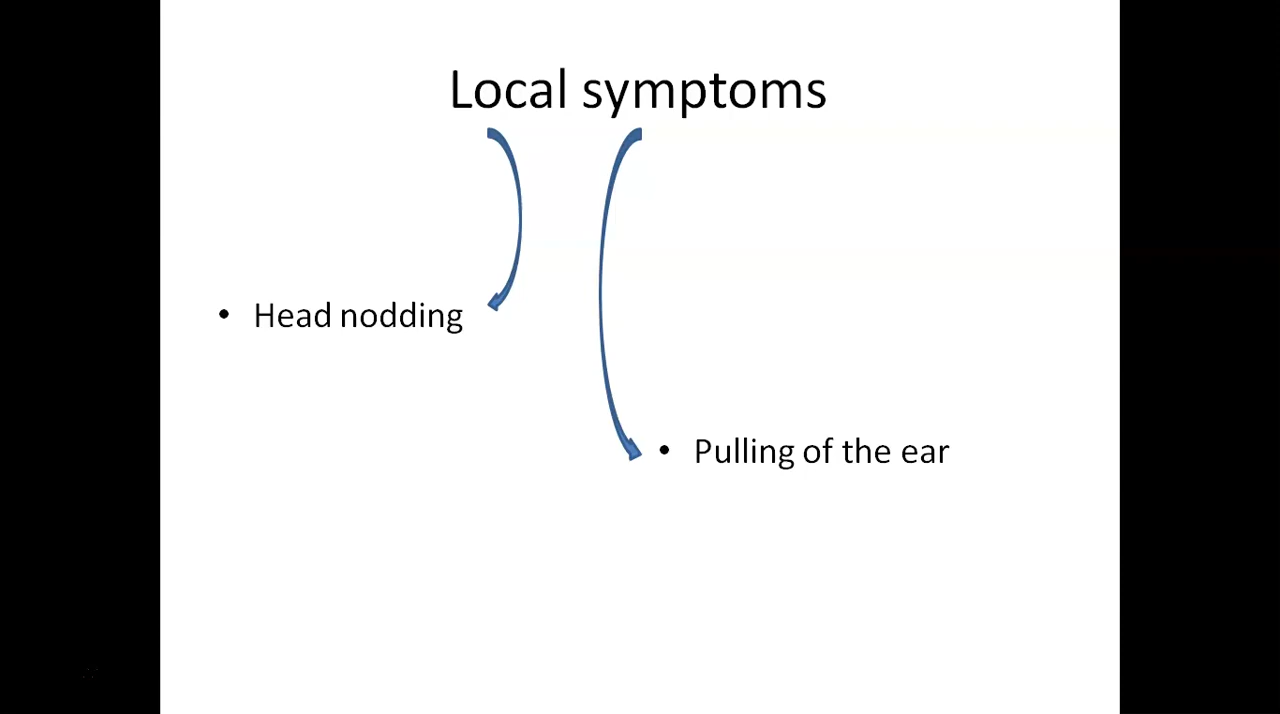 Local symptoms
• Head nodding
• Pulling of the ear